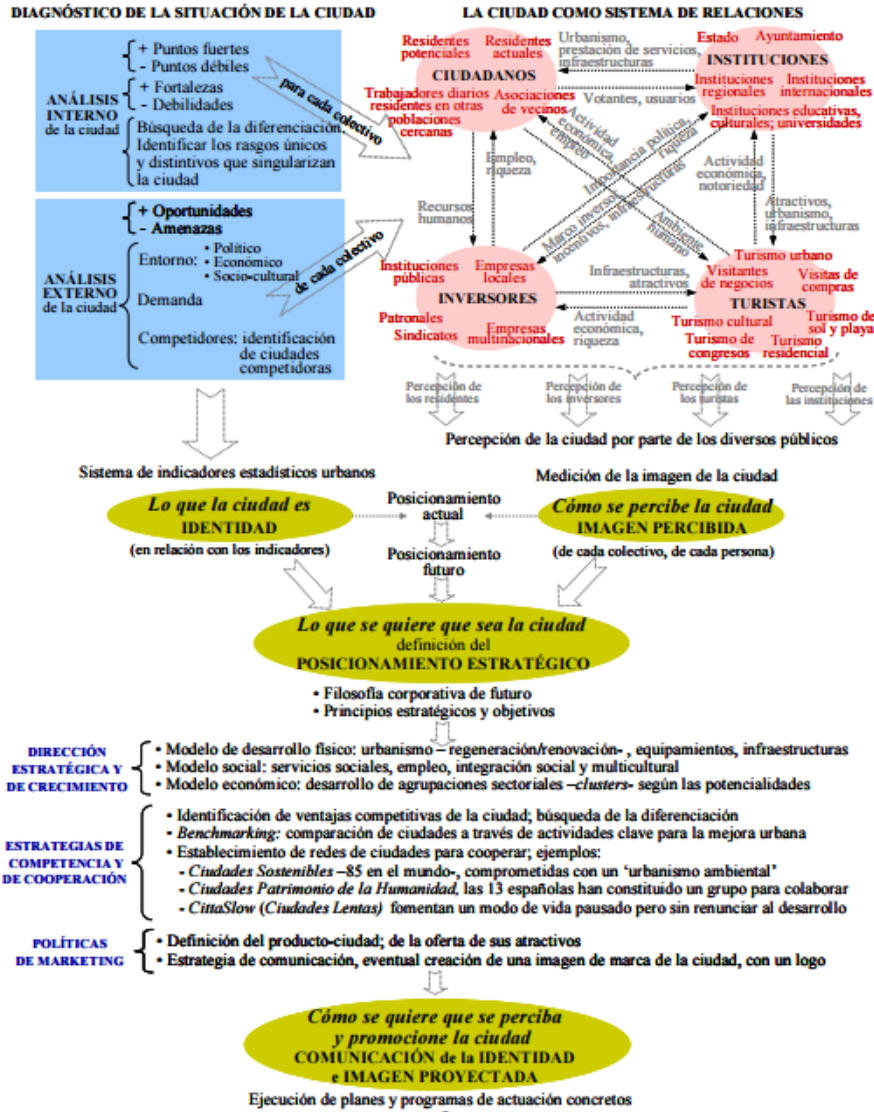 DIAGNÓSTICO DE LA SITUACIÓN DE LA CIUDAD
ANÁLISIS
INTERNO
de la ciudad
+ Puntos fuertes
- Puntos débiles
+ Fortalezas
- Debilidades
Búsqueda de la diferenciación.
Identificar los rasgos únicos
y distintivos que singularizan
la ciudad
para cada colectivo
ANÁLISIS
EXTERNO
de la ciudad
+ Oportunidades
- Amenazas
Entorno:
• Político
• Económico
• Socio-cultural
Demanda
Competidores: identificación
de ciudades
competidoras
de cada colectivo
LA CIUDAD COMO SISTEMA DE RELACIONES
Residentes
potenciales
Residentes
actuales
CIUDADANOS
Trabajadores diarios
residentes en otras
poblaciones
cercanas
Asociaciones
de vecinos
Urbanismo,
prestación de servicios,
infraestructuras
Votantes, usuarios
Estado
Ayuntamiento
INSTITUCIONES
Instituciones
regionales
Instituciones
internacionales
Instituciones educativas,
culturales; universidades
Recursos
humanos
Empleo,
riqueza
Actividad
económica,
empleo
Importancia política,
riqueza
Marco inversor,
incentivos, infraestructuras
Ambiente
humano
Actividad
económica,
notoriedad
Atractivos,
urbanismo,
infraestructuras
Instituciones
públicas
Empresas
locales
INVERSORES
Patronales
Sindicatos
Empresas
multinacionales
Infraestructuras,
atractivos
Actividad
económica,
riqueza
Turismo urbano
Visitantes
de negocios
Visitas de
compras
TURISTAS
Turismo cultural
Turismo de
sol y playa
Turismo de
congresos
Turismo
residencial
Percepción de
los residentes
Percepción de
los inversores
Percepción de
los turistas
Percepción de
las instituciones
Percepción de la ciudad por parte de los diversos públicos
Sistema de indicadores estadísticos urbanos
Medición de la imagen de la ciudad
Lo que la ciudad es
IDENTIDAD
(en relación con los indicadores)
Posicionamiento
actual
Posicionamiento
futuro
Cómo se percibe la ciudad
IMAGEN PERCIBIDA
(de cada colectivo, de cada persona)
Lo que se quiere que sea la ciudad
definición del
POSICIONAMIENTO ESTRATÉGICO
• Filosofía corporativa de futuro
• Principios estratégicos y objetivos
DIRECCIÓN
ESTRATÉGICA Y
DE CRECIMIENTO
• Modelo de desarrollo físico: urbanismo – regeneración/renovación- , equipamientos, infraestructuras
• Modelo social: servicios sociales, empleo, integración social y multicultural
• Modelo económico: desarrollo de agrupaciones sectoriales –clusters- según las potencialidades
ESTRATEGIAS DE
COMPETENCIA Y
DE COOPERACIÓN
• Identificación de ventajas competitivas de la ciudad; búsqueda de la diferenciación
• Benchmarking: comparación de ciudades a través de actividades clave para la mejora urbana
• Establecimiento de redes de ciudades para cooperar; ejemplos:
- Ciudades Sostenibles –85 en el mundo-, comprometidas con un ‘urbanismo ambiental’
- Ciudades Patrimonio de la Humanidad, las 13 españolas han constituido un grupo para colaborar
- CittaSlow (Ciudades Lentas) fomentan un modo de vida pausado pero sin renunciar al desarrollo
POLÍTICAS
DE MARKETING
• Definición del producto-ciudad; de la oferta de sus atractivos
• Estrategia de comunicación, eventual creación de una imagen de marca de la ciudad, con un logo
Cómo se quiere que se perciba
y promocione la ciudad
COMUNICACIÓN de la IDENTIDAD
e IMAGEN PROYECTADA
Ejecución de planes y programas de actuación concretos